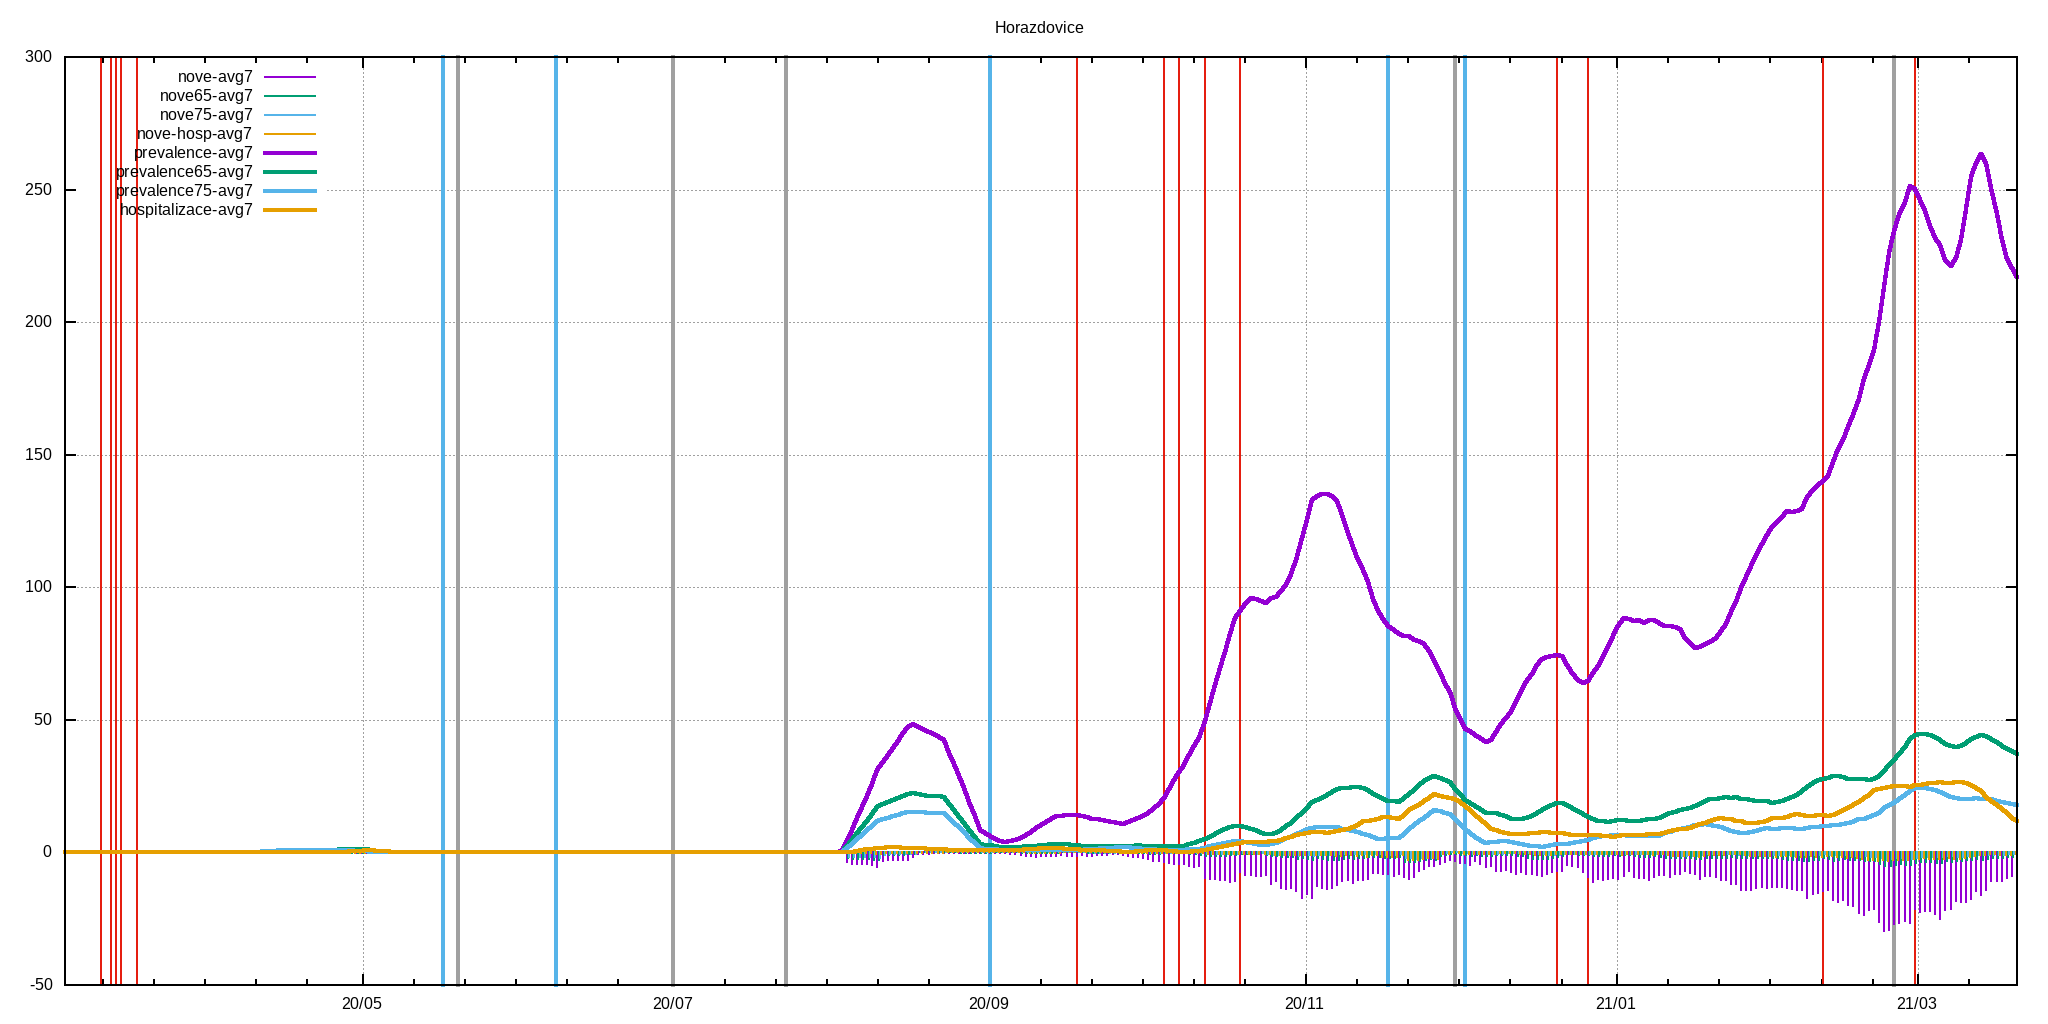 Horazdovice
300
250
200
150
100
50
0
-50
nove-avg7
nove65-avg7
nove75-avg7
nove-hosp-avg7
prevalence-avg7
prevalence65-avg7
prevalence75-avg7
hospitalizace-avg7
20/05
20/07
20/09
20/11
21/01
21/03